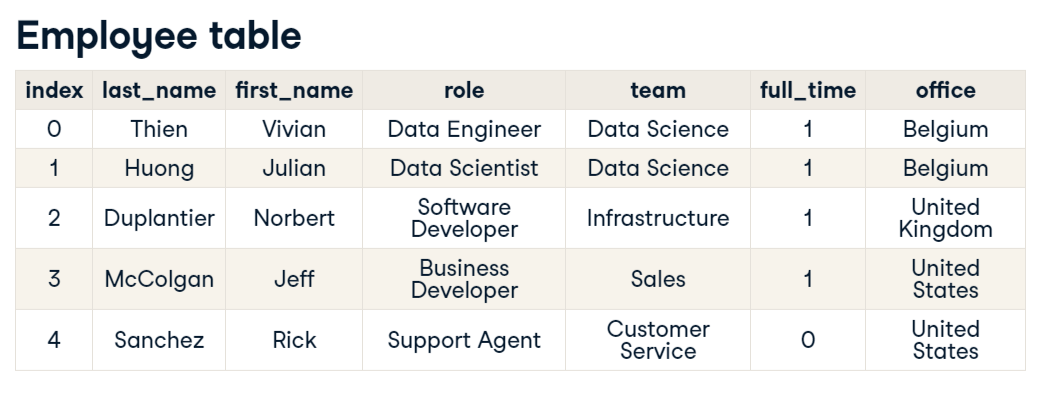 Employee table
index last_name first_name role team full_time office
0 Thien Vivian Data Engineer Data Science 1 Belgium
1 Huong Julian Data Scientist Data Science 1 Belgium
2 Duplantier Norbert Software Developer Infrastructure 1 United Kingdom
3 McColgan Jeff Business Developer Sales 1 United States
4 Sanchez Rick Support Agent Customer Service 0 United States